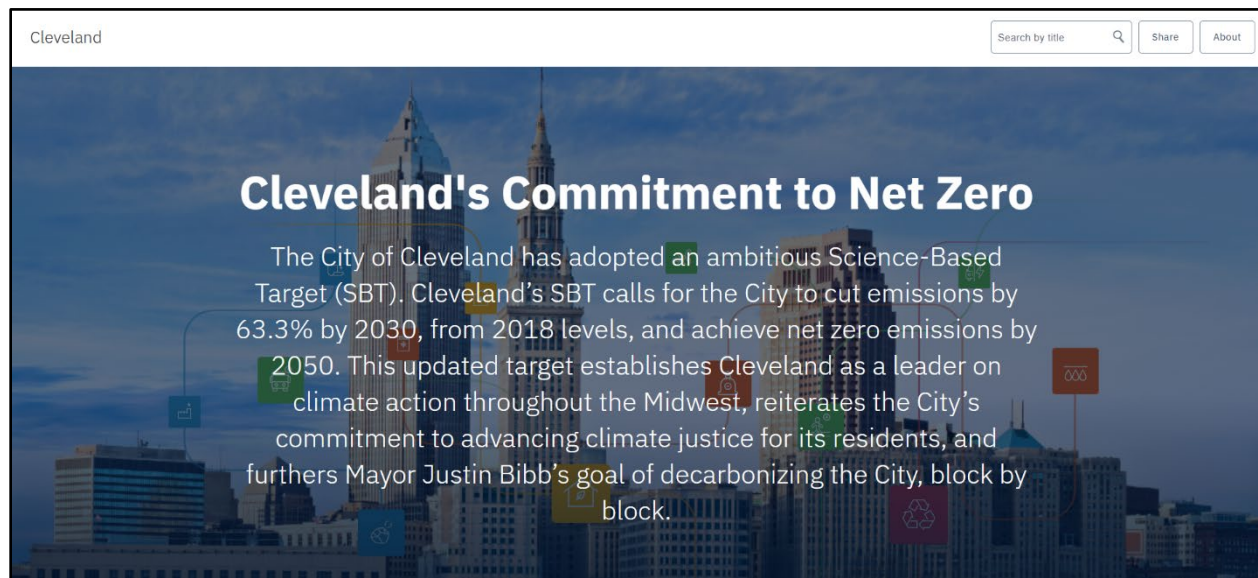 Cleveland
Search by title
Share
About
Cleveland's Commitment to Net Zero
The City of Cleveland has adopted an ambitious Science-Based
Target (SBT). Cleveland’s SBT calls for the City to cut emissions by
63.3% by 2030, from 2018 levels, and achieve net zero emissions by
2050. This updated target establishes Cleveland as a leader on
climate action throughout the Midwest, reiterates the City’s
commitment to advancing climate justice for its residents, and
furthers Mayor Justin Bibb’s goal of decarbonizing the City, block by
block.